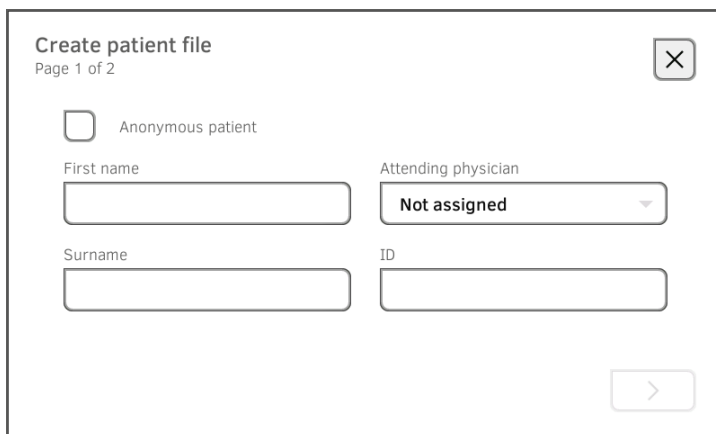 Create patient file
Page 1 of 2
Anonymous patient
First name
Attending physician
Not assigned
Surname
ID